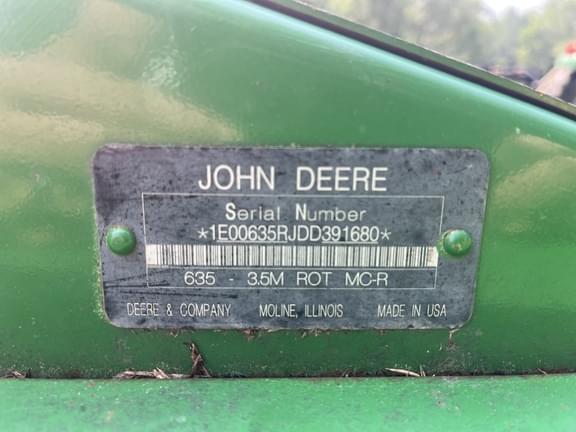 JOHN DEERE
Serial Number
*1E00635RJDD391680*
635 - 3.5M ROT MC-R
DEERE & COMPANY MOLINE, ILLINOIS MADE IN USA